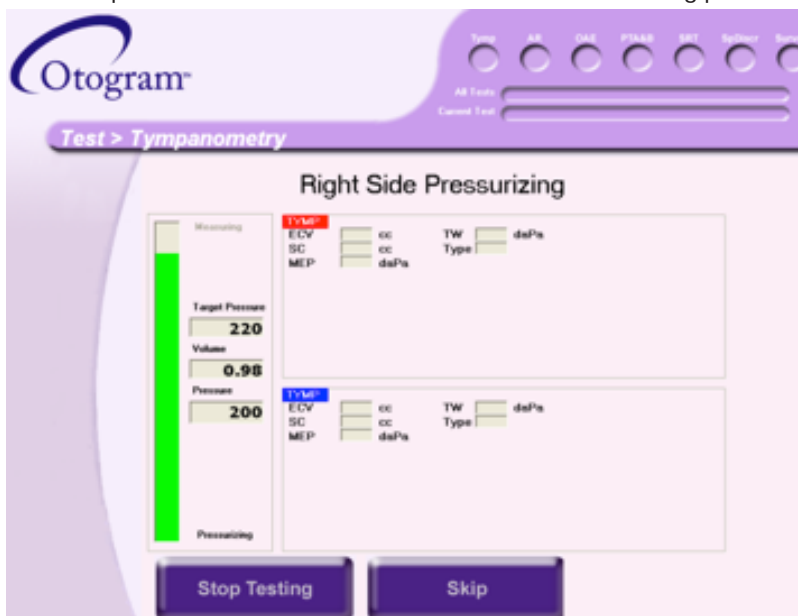 Tymp AR OAE PTA&B SRT SpDiscr
Otogram™
All Tests
Current Test
Test > Tympanometry
Right Side Pressurizing
Measuring
TYMP
ECV cc TW daPa
SC cc Type
MEP daPa
Target Pressure
220
Volume
0.98
Pressure
200
TYMP
ECV cc TW daPa
SC cc Type
MEP daPa
Pressurizing
Stop Testing Skip